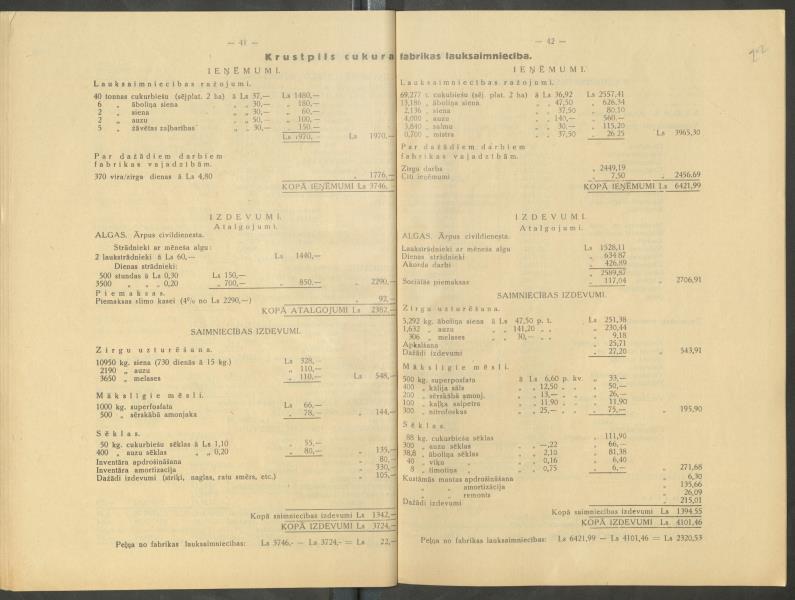 — 41 —
Krustpils cukura
IEŅĒMUMI.
Lauksaimniecības ražojumi.
40 tonnas cukurbiešu (sējplat. 2 ha) à Ls 37,— Ls 1480,—
6 „ āboliņa siena „ „ 30,— „ 180,—
2 „ siena „ „ 30,— „ 60,—
2 „ auzu „ „ 50,— „ 100,—
5 „ žāvētas zaļbarības „ „ 30,— „ 150,—
Ls 1970,— Ls 1970,—
Par dažādiem darbiem
fabrikas vajadzībām.
370 vīra/zirga dienas à Ls 4,80 „ 1776,—
KOPĀ IEŅĒMUMI Ls 3746,—
IZDEVUMI.
Atalgojumi.
ALGAS. Ārpus civildienesta.
Strādnieki ar mēneša algu:
2 laukstrādnieki à Ls 60,— Ls 1440,—
Dienas strādnieki:
500 stundas à Ls 0,30 Ls 150,—
3500 „ „ „ 0,20 „ 700,— „ 850,— „ 2290,—
Piemaksas.
Piemaksas slimo kasei (4% no Ls 2290,—) „ 92,—
KOPĀ ATALGOJUMI Ls 2382,—
SAIMNIECĪBAS IZDEVUMI.
Zirgu uzturēšana.
10950 kg. siena (730 dienās à 15 kg.) Ls 328,—
2190 „ auzu „ 110,—
3650 „ melases „ 110,— Ls 548,—
Mākslīgie mēsli.
1000 kg. superfosfata Ls 66,—
500 „ sērskābā amonjaka „ 78,— „ 144,—
Sēklas.
50 kg. cukurbiešu sēklas à Ls 1,10 „ 55,—
400 „ auzu sēklas „ „ 0,20 „ 80,— „ 135,—
Inventāra apdrošināšana „ 80,—
Inventāra amortizācija „ 330,—
Dažādi izdevumi (striķi, naglas, ratu smērs, etc.) „ 105,—
Kopā saimniecības izdevumi Ls 1342,—
KOPĀ IZDEVUMI Ls 3724,—
Peļņa no fabrikas lauksaimniecības: Ls 3746,- — Ls 3724,- = Ls 22,—
— 42 —
fabrikas lauksaimniecība.
IEŅĒMUMI.
Lauksaimniecības ražojumi.
69,277 t. cukubiešu (sēj. plat. 2 ha) à Ls 36,92 Ls 2557,41
13,186 „ āboliņa siena „ „ 47,50 „ 626,34
2,136 „ siena „ „ 37,50 „ 80,10
4,000 „ auzu „ „ 140,— „ 560,—
3,840 „ salmu „ „ 30,— „ 115,20
0,700 „ mistra „ „ 37,50 „ 26.25 Ls 3965,30
Par dažādiem darbiem
fabrikas vajadzībām.
Zirgu darbs „ 2449,19
Citi ieņēmumi „ 7,50 „ 2456.69
KOPĀ IEŅĒMUMI Ls 6421,99
IZDEVUMI.
Atalgojumi.
ALGAS. Ārpus civildienesta.
Laukstrādnieki ar mēneša algu Ls 1528,11
Dienas strādnieki „ 634.87
Akorda darbi „ 426.89
„ 2589,87
Sociālās piemaksas „ 117,04 „ 2706,91
SAIMNIECĪBAS IZDEVUMI.
Zirgu uzturēšana.
5,292 kg. āboliņa siena à Ls 47,50 p. t. Ls 251,38
1,632 „ auzu „ „ 141,20 „ „ „ 230,44
306 „ melases „ „ 30,— „ „ „ 9,18
Apkalšana „ 25,71
Dažādi izdevumi „ 27,20 „ 543,91
Mākslīgie mēsli.
500 kg. superposfata à Ls 6,60 p. kv. „ 33,—
400 „ kālija sāls „ „ 12,50 „ „ „ 50,—
200 „ sērskābā amonj. „ „ 13,— „ „ „ 26,—
100 „ kaļķa salpetra „ „ 11.90 „ „ „ 11.90
300 „ nitrofoskas „ „ 25,— „ „ „ 75,— „ 195,90
Sēklas.
88 kg. cukurbiešu sēklas „ 111,90
300 „ auzu sēklas „ —,22 „ 66,—
38,8 „ āboliņa sēklas „ 2,10 „ 81,38
40 „ vīķu „ „ 0,16 „ 6,40
8 „ timotiņa „ „ 0,75 „ 6,— „ 271,68
Kustāmās mantas apdrošināšana „ 6,30
„ „ amortizācija „ 135,66
„ „ remonts „ 26,09
Dažādi izdevumi „ 215,01
Kopā saimniecības izdevumi Ls 1394.55
KOPĀ IZDEVUMI Ls 4101,46
Peļņa no fabrikas lauksaimniecības: Ls 6421,99 — Ls 4101,46 = Ls 2320,53